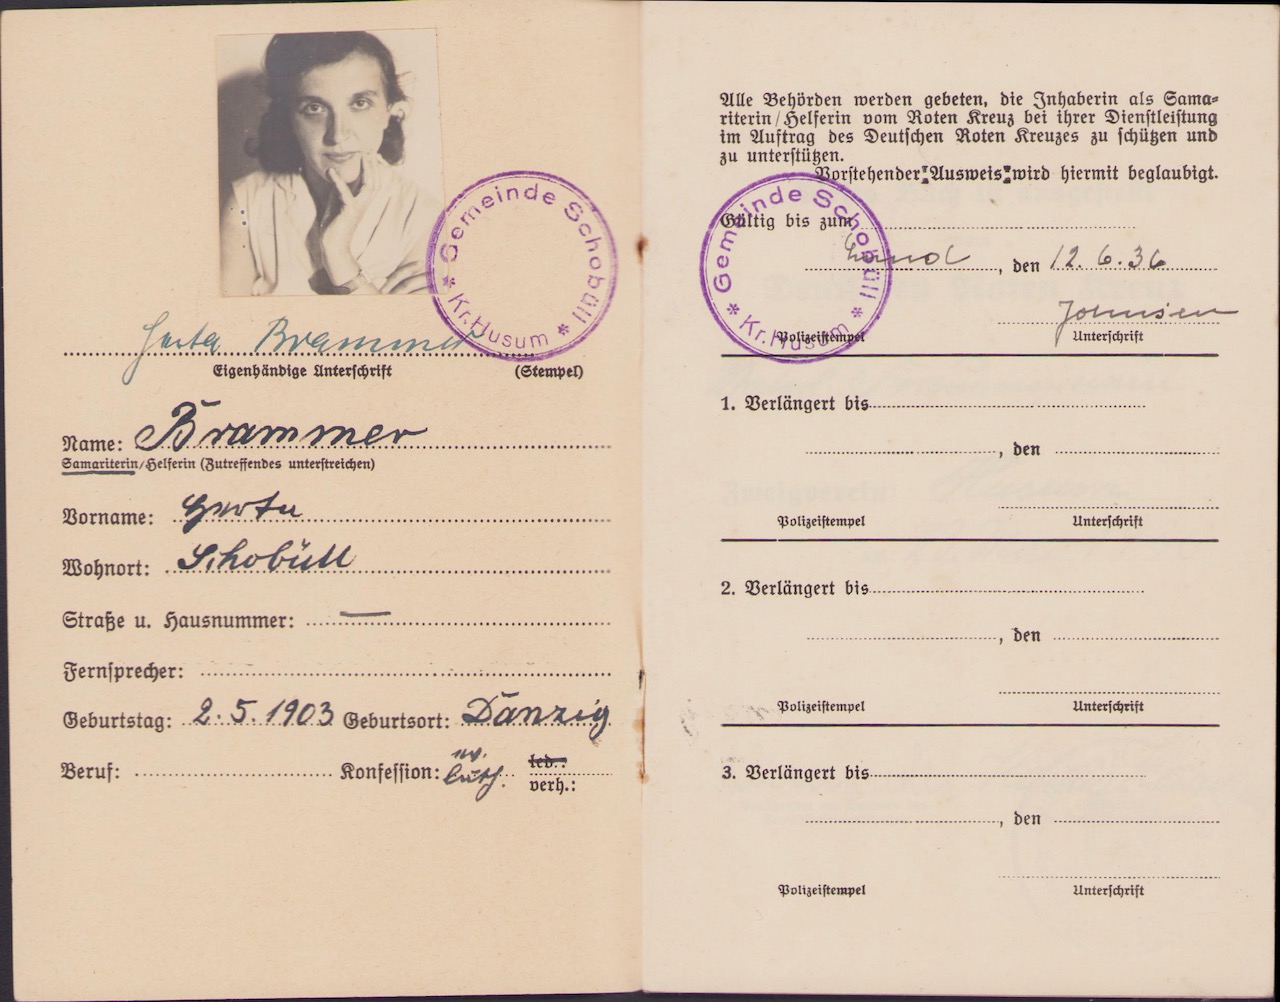 Gemeinde Schobüll
* Kr. Husum *
Herta Brammer
Eigenhändige Unterschrift (Stempel)
Name: Brammer
Samariterin/Helferin (Zutreffendes unterstreichen)
Vorname: Herta
Wohnort: Schobüll
Straße u. Hausnummer: —
Fernsprecher:
Geburtstag: 2.5.1903 Geburtsort: Danzig
Beruf: Konfession: ev. luth. led.:
verh.:
Alle Behörden werden gebeten, die Inhaberin als Sama-
riterin/Helferin vom Roten Kreuz bei ihrer Dienstleistung
im Auftrag des Deutschen Roten Kreuzes zu schützen und
zu unterstützen.
Vorstehender Ausweis wird hiermit beglaubigt.
Gemeinde Schobüll
* Kr. Husum *
Gültig bis zum
, den 12.6.36
Polizeistempel Unterschrift
1. Verlängert bis
, den
Polizeistempel Unterschrift
2. Verlängert bis
, den
Polizeistempel Unterschrift
3. Verlängert bis
, den
Polizeistempel Unterschrift